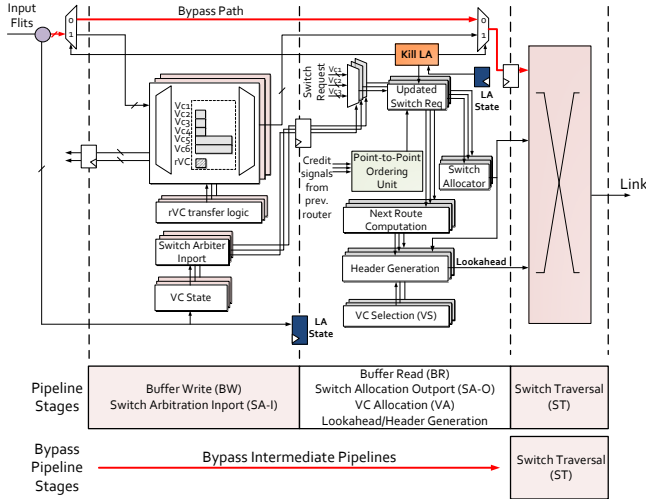 Input
Flits
Bypass Path
0
1
0
1
Kill LA
LA
State
Switch
Request
Vc1
Vc2
Vc3
Updated
Switch Req
Vc1
Vc2
Vc3
Vc4
Vc5
Vc6
rVC
Credit
signals
from
prev.
router
Point-to-Point
Ordering
Unit
Switch
Allocator
Link
rVC transfer logic
Next Route
Computation
Switch Arbiter
Inport
Header Generation
Lookahead
VC State
VC Selection (VS)
LA
State
Pipeline
Stages
Buffer Write (BW)
Switch Arbitration Inport (SA-I)
Buffer Read (BR)
Switch Allocation Outport (SA-O)
VC Allocation (VA)
Lookahead/Header Generation
Switch Traversal
(ST)
Bypass
Pipeline
Stages
Bypass Intermediate Pipelines
Switch Traversal
(ST)